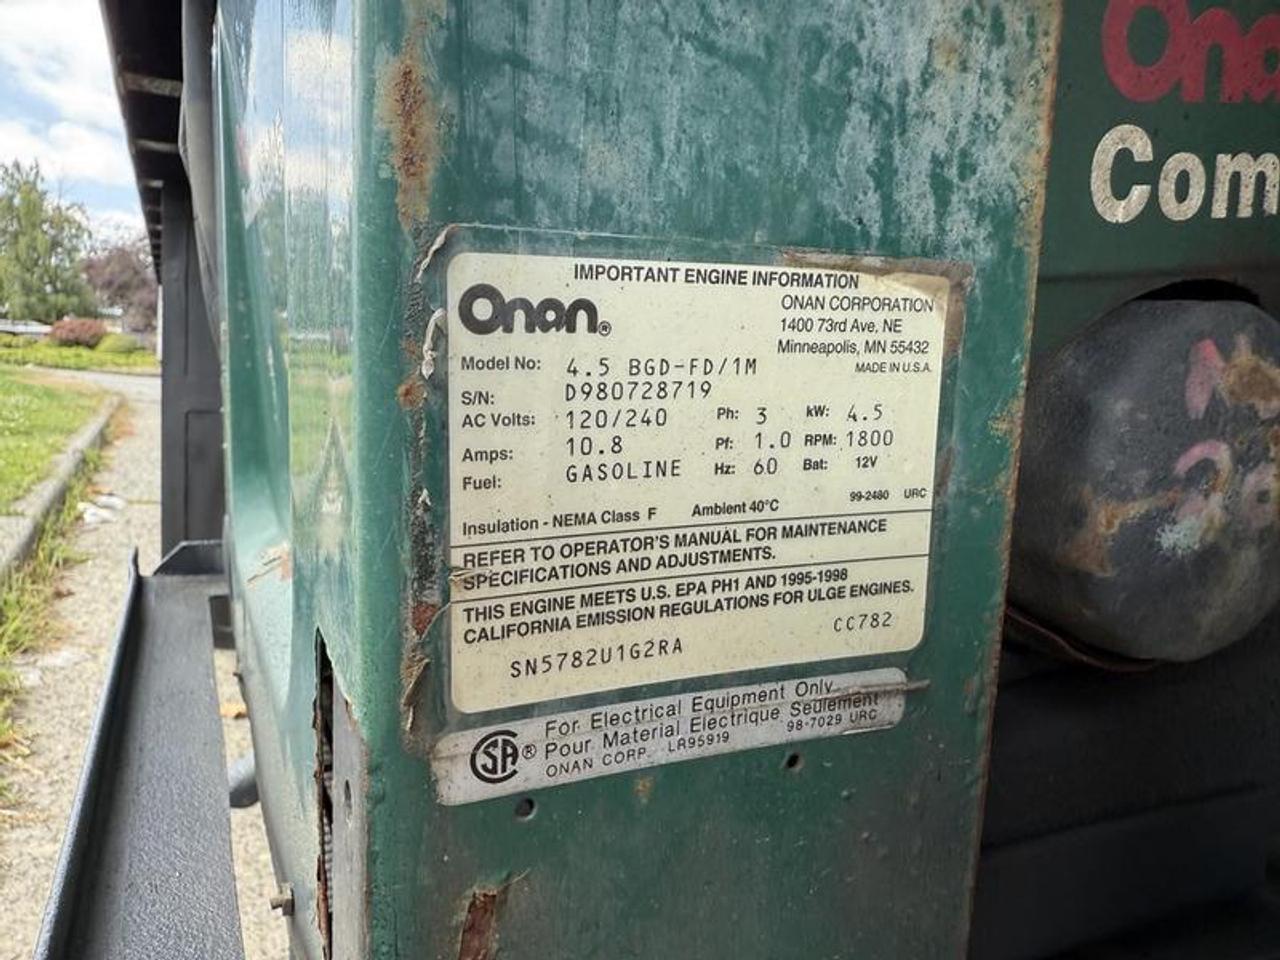 Onan
Com
IMPORTANT ENGINE INFORMATION
Onan®
ONAN CORPORATION
1400 73rd Ave, NE
Minneapolis, MN 55432
MADE IN U.S.A.
Model No: 4.5 BGD-FD/1M
S/N: D980728719
AC Volts: 120/240 Ph: 3 kW: 4.5
Amps: 10.8 Pf: 1.0 RPM: 1800
Fuel: GASOLINE Hz: 60 Bat: 12V
Insulation - NEMA Class F Ambient 40°C 99-2480 URC
REFER TO OPERATOR'S MANUAL FOR MAINTENANCE
SPECIFICATIONS AND ADJUSTMENTS.
THIS ENGINE MEETS U.S. EPA PH1 AND 1995-1998
CALIFORNIA EMISSION REGULATIONS FOR ULGE ENGINES.
SN5782U1G2RA CC782
For Electrical Equipment Only
Pour Material Electrique Seulement
ONAN CORP. LR95919 98-7029 URC
SA®